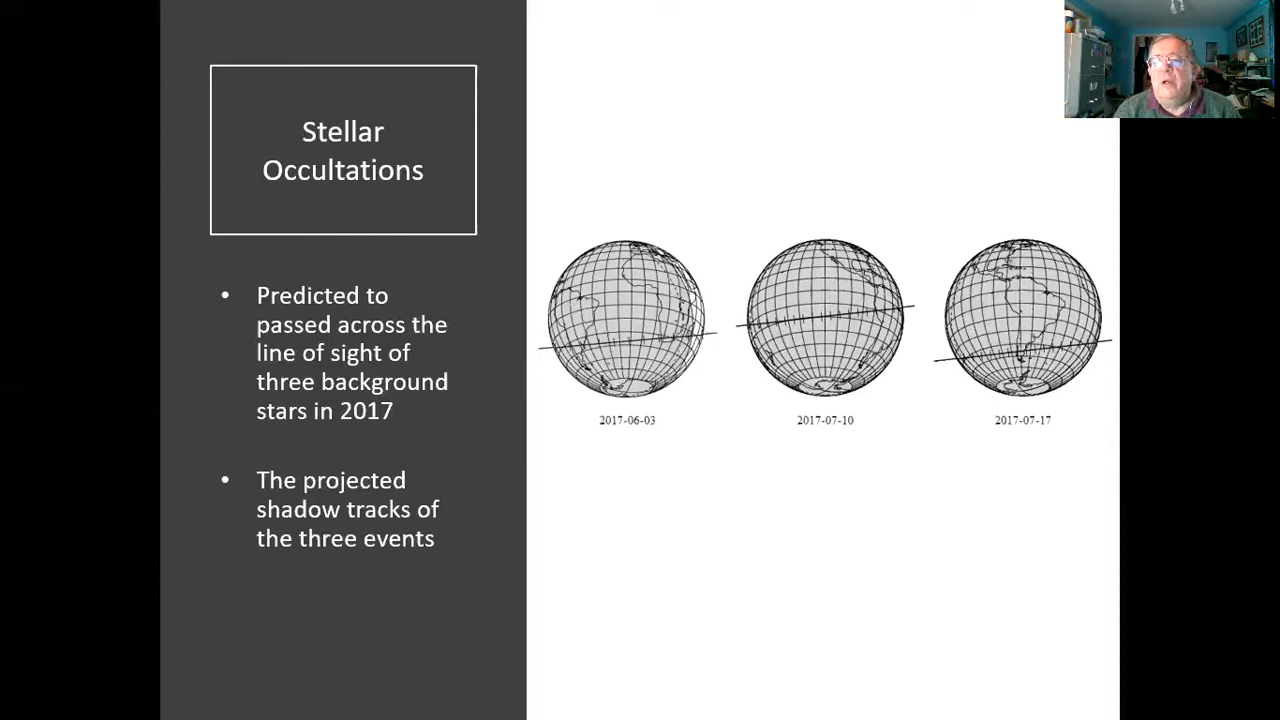 Stellar
Occultations
• Predicted to
passed across the
line of sight of
three background
stars in 2017
• The projected
shadow tracks of
the three events
2017-06-03
2017-07-10
2017-07-17